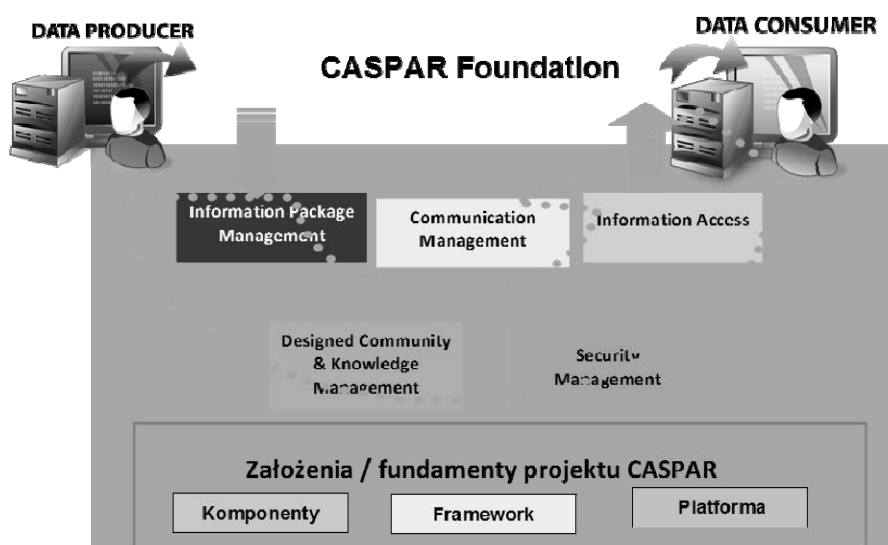 DATA PRODUCER
DATA CONSUMER
CASPAR Foundation
Information Package
Management
Communication
Management
Information Access
Designed Community
& Knowledge
Management
Security
Management
Założenia / fundamenty projektu CASPAR
Komponenty
Framework
Platforma